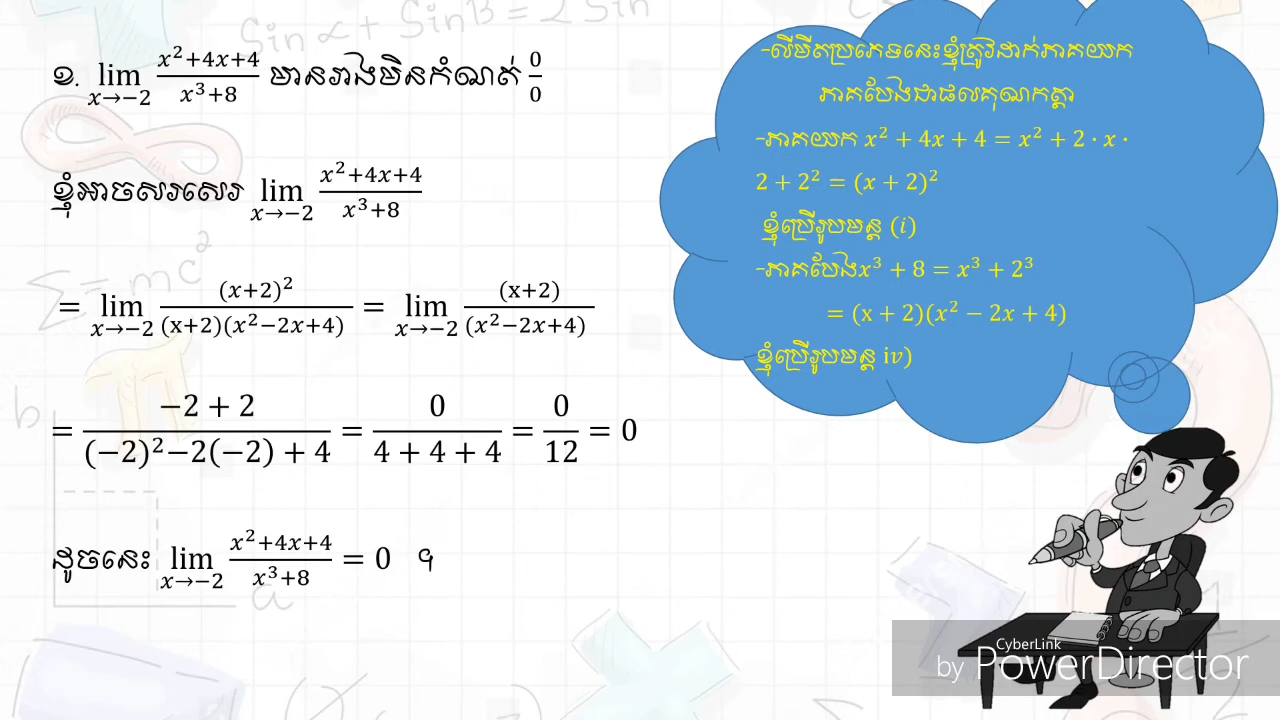 ១. lim x→−2 (x²+4x+4)/(x³+8) មានរាងមិនកំណត់ 0/0
ខ្ញុំអាចសរសេរ lim x→−2 (x²+4x+4)/(x³+8)
= lim x→−2 (x+2)²/((x+2)(x²−2x+4)) = lim x→−2 (x+2)/(x²−2x+4)
= (−2+2)/((−2)²−2(−2)+4) = 0/(4+4+4) = 0/12 = 0
ដូចនេះ lim x→−2 (x²+4x+4)/(x³+8) = 0 ។
-លីមីតប្រភេទនេះខ្ញុំត្រូវដាក់ភាគយក
ភាគបែងជាផលគុណកត្តា
-ភាគយក x² + 4x + 4 = x² + 2 · x ·
2 + 2² = (x + 2)²
ខ្ញុំប្រើរូបមន្ត (i)
-ភាគបែងx³ + 8 = x³ + 2³
= (x + 2)(x² − 2x + 4)
ខ្ញុំប្រើរូបមន្ត iv)
CyberLink
by PowerDirector